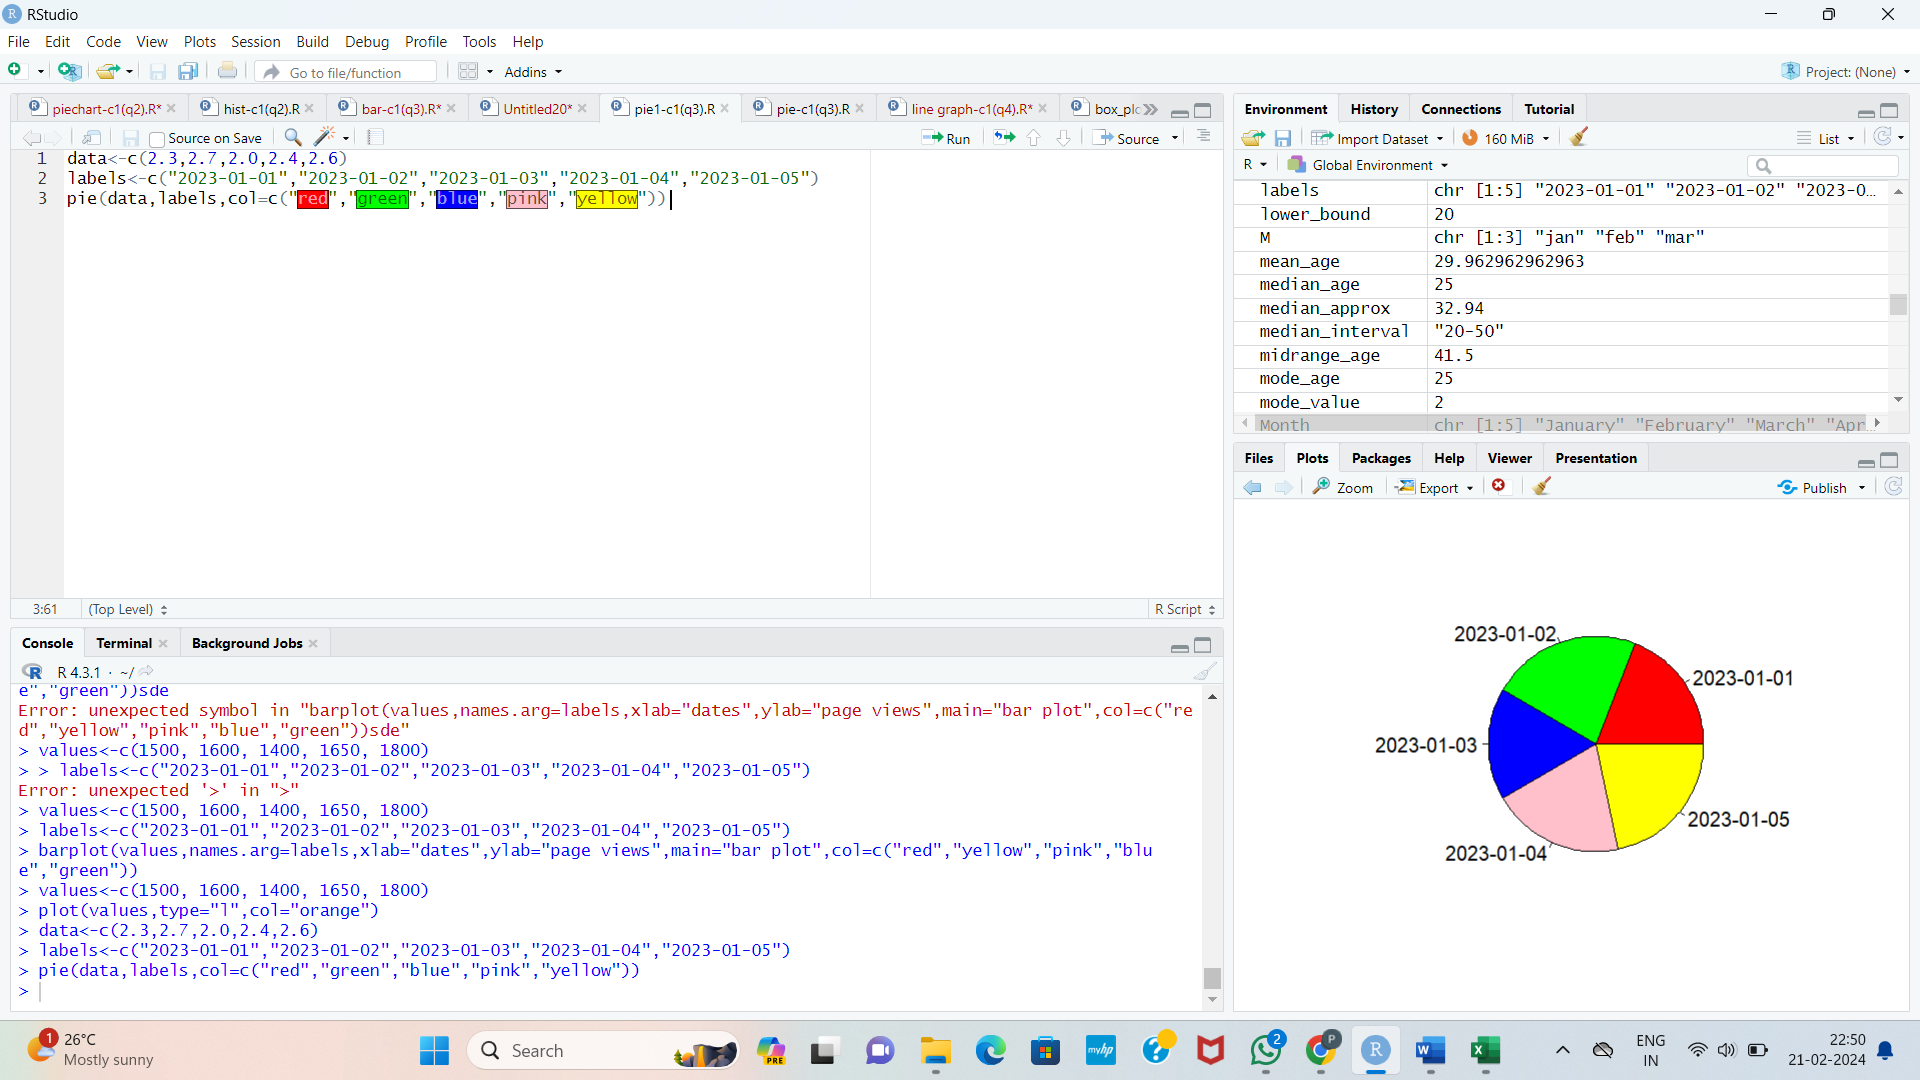 RStudio
File Edit Code View Plots Session Build Debug Profile Tools Help
Go to file/function Addins Project: (None)
piechart-c1(q2).R* hist-c1(q2).R bar-c1(q3).R* Untitled20* pie1-c1(q3).R pie-c1(q3).R line graph-c1(q4).R* box_plc
Source on Save Run Source
1 data<-c(2.3,2.7,2.0,2.4,2.6)
2 labels<-c("2023-01-01","2023-01-02","2023-01-03","2023-01-04","2023-01-05")
3 pie(data,labels,col=c("red","green","blue","pink","yellow"))
3:61 (Top Level) R Script
Console Terminal Background Jobs
R 4.3.1 · ~/
e","green"))sde
Error: unexpected symbol in "barplot(values,names.arg=labels,xlab="dates",ylab="page views",main="bar plot",col=c("re
d","yellow","pink","blue","green"))sde"
> values<-c(1500, 1600, 1400, 1650, 1800)
> > labels<-c("2023-01-01","2023-01-02","2023-01-03","2023-01-04","2023-01-05")
Error: unexpected '>' in ">"
> values<-c(1500, 1600, 1400, 1650, 1800)
> labels<-c("2023-01-01","2023-01-02","2023-01-03","2023-01-04","2023-01-05")
> barplot(values,names.arg=labels,xlab="dates",ylab="page views",main="bar plot",col=c("red","yellow","pink","blu
e","green"))
> values<-c(1500, 1600, 1400, 1650, 1800)
> plot(values,type="l",col="orange")
> data<-c(2.3,2.7,2.0,2.4,2.6)
> labels<-c("2023-01-01","2023-01-02","2023-01-03","2023-01-04","2023-01-05")
> pie(data,labels,col=c("red","green","blue","pink","yellow"))
>
Environment History Connections Tutorial
Import Dataset 160 MiB List
R Global Environment
labels chr [1:5] "2023-01-01" "2023-01-02" "2023-0...
lower_bound 20
M chr [1:3] "jan" "feb" "mar"
mean_age 29.962962962963
median_age 25
median_approx 32.94
median_interval "20-50"
midrange_age 41.5
mode_age 25
mode_value 2
Month chr [1:5] "January" "February" "March" "Apr...
Files Plots Packages Help Viewer Presentation
Zoom Export Publish
2023-01-02
2023-01-01
2023-01-03
2023-01-05
2023-01-04
1 26°C
Mostly sunny
Search
PRE
myhp
2
P
R
ENG
IN
22:50
21-02-2024